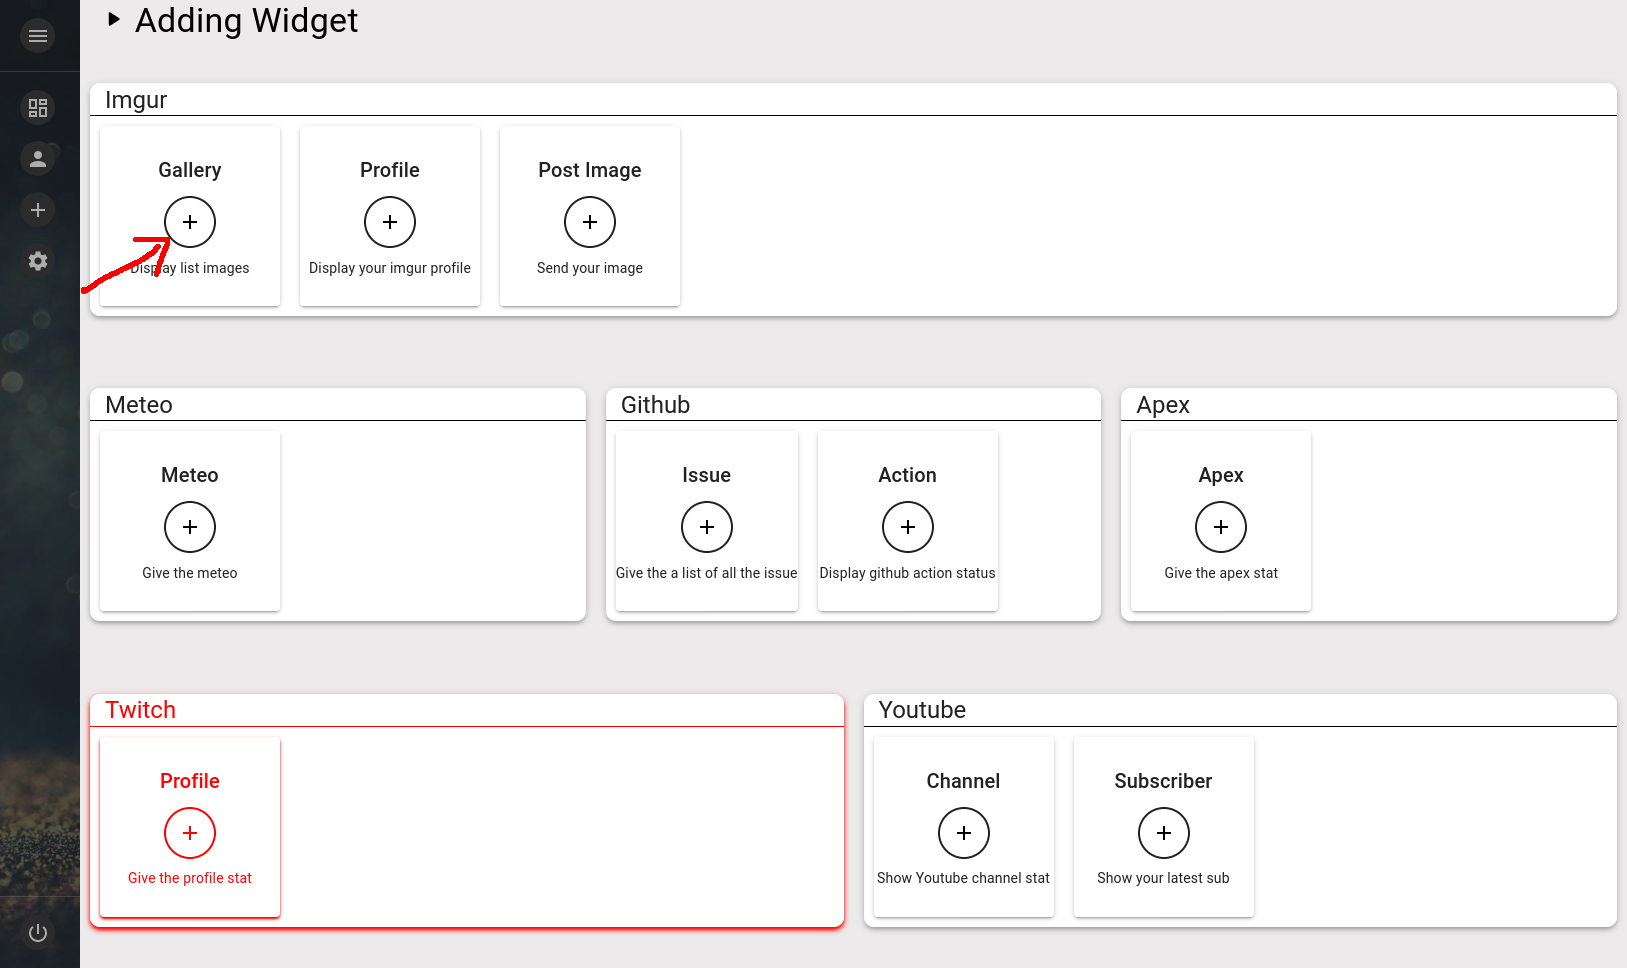 Adding Widget
Imgur
Gallery
Profile
Post Image
Display list images
Display your imgur profile
Send your image
Meteo
Github
Apex
Meteo
Issue
Action
Apex
Give the meteo
Give the a list of all the issue
Display github action status
Give the apex stat
Twitch
Youtube
Profile
Channel
Subscriber
Give the profile stat
Show Youtube channel stat
Show your latest sub